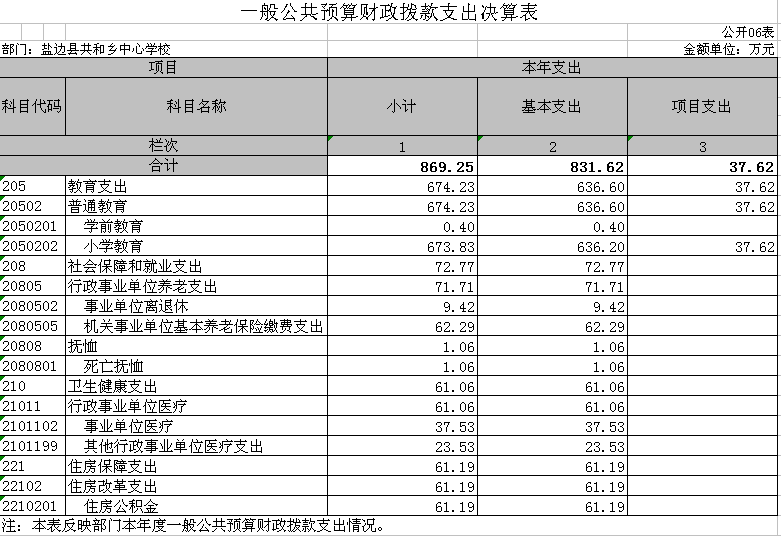 一般公共预算财政拨款支出决算表
公开06表
部门：盐边县共和乡中心学校 金额单位：万元
项目 本年支出
科目代码 科目名称 小计 基本支出 项目支出
栏次 1 2 3
合计 869.25 831.62 37.62
205 教育支出 674.23 636.60 37.62
20502 普通教育 674.23 636.60 37.62
2050201 学前教育 0.40 0.40
2050202 小学教育 673.83 636.20 37.62
208 社会保障和就业支出 72.77 72.77
20805 行政事业单位养老支出 71.71 71.71
2080502 事业单位离退休 9.42 9.42
2080505 机关事业单位基本养老保险缴费支出 62.29 62.29
20808 抚恤 1.06 1.06
2080801 死亡抚恤 1.06 1.06
210 卫生健康支出 61.06 61.06
21011 行政事业单位医疗 61.06 61.06
2101102 事业单位医疗 37.53 37.53
2101199 其他行政事业单位医疗支出 23.53 23.53
221 住房保障支出 61.19 61.19
22102 住房改革支出 61.19 61.19
2210201 住房公积金 61.19 61.19
注：本表反映部门本年度一般公共预算财政拨款支出情况。